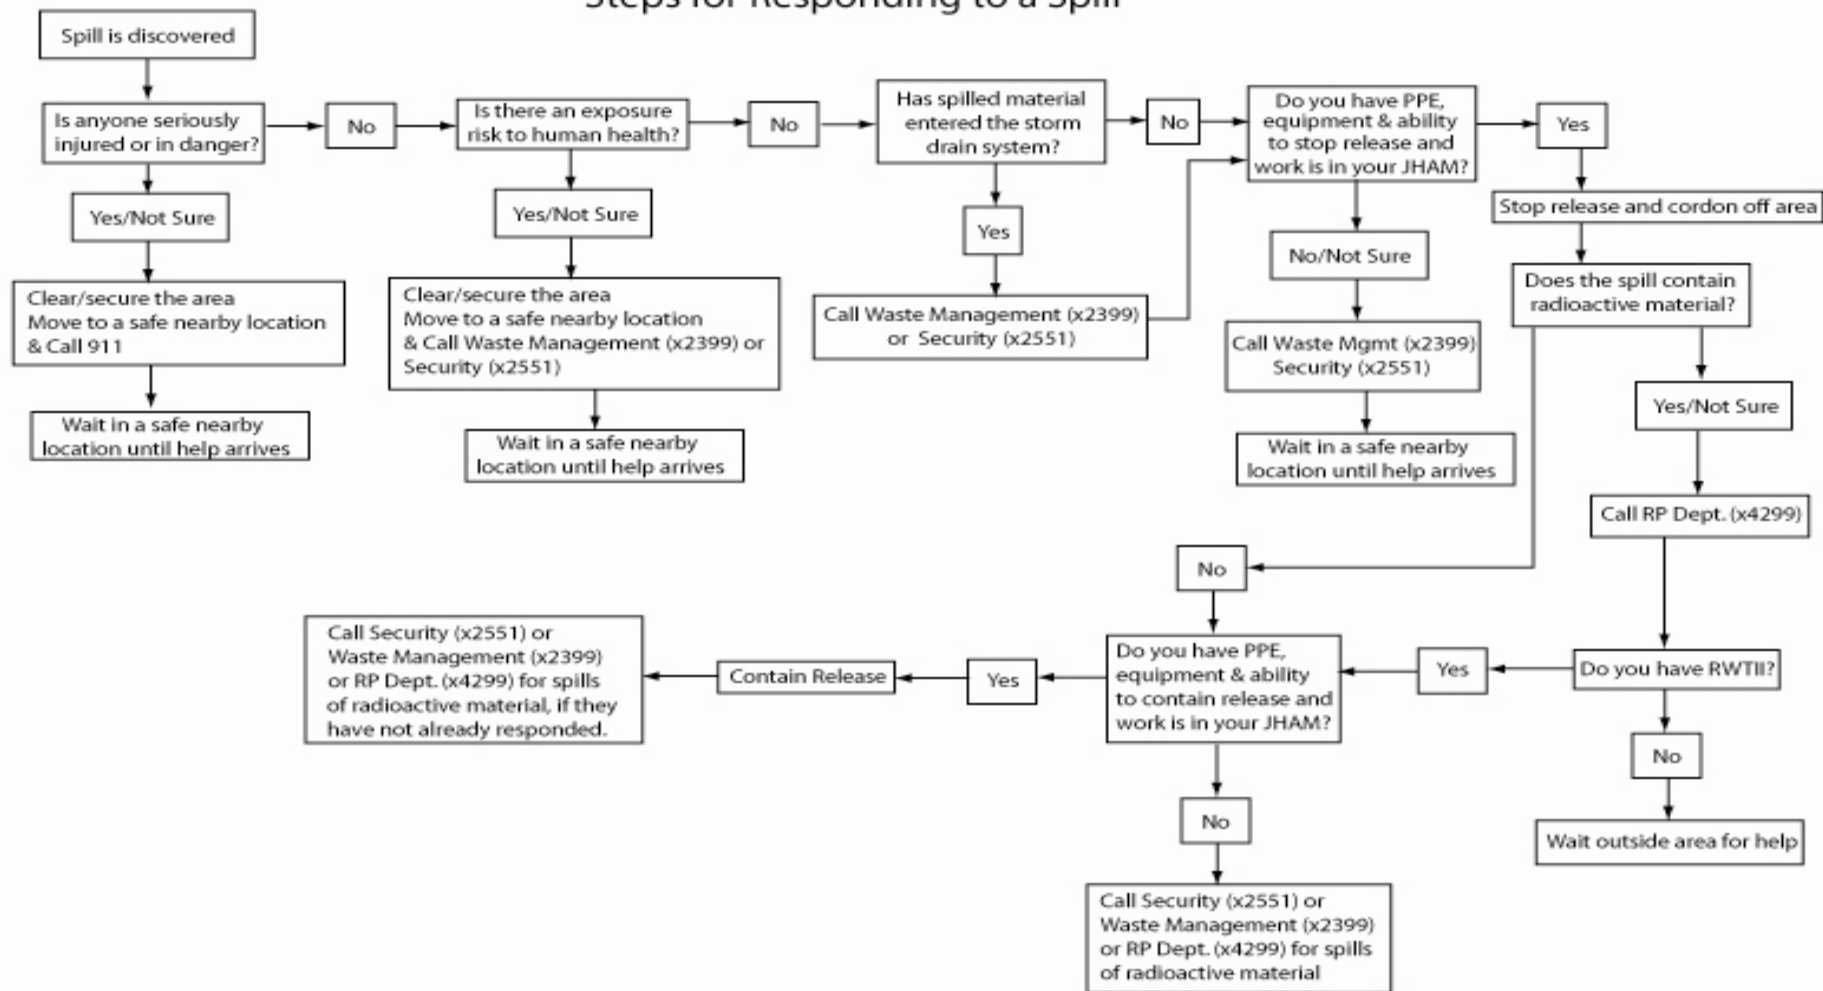 Steps for Responding to a Spill
Spill is discovered
Is anyone seriously
injured or in danger?
No
Is there an exposure
risk to human health?
No
Has spilled material
entered the storm
drain system?
No
Do you have PPE,
equipment & ability
to stop release and
work is in your JHAM?
Yes
Yes/Not Sure
Clear/secure the area
Move to a safe nearby location
& Call 911
Wait in a safe nearby
location until help arrives
Yes/Not Sure
Clear/secure the area
Move to a safe nearby location
& Call Waste Management (x2399) or
Security (x2551)
Wait in a safe nearby
location until help arrives
Yes
Call Waste Management (x2399)
or Security (x2551)
No/Not Sure
Call Waste Mgmt (x2399)
Security (x2551)
Wait in a safe nearby
location until help arrives
Stop release and cordon off area
Does the spill contain
radioactive material?
Yes/Not Sure
Call RP Dept. (x4299)
No
Do you have RWTII?
Yes
Do you have PPE,
equipment & ability
to contain release and
work is in your JHAM?
Yes
Contain Release
Call Security (x2551) or
Waste Management (x2399)
or RP Dept. (x4299) for spills
of radioactive material, if they
have not already responded.
No
Wait outside area for help
No
Call Security (x2551) or
Waste Management (x2399)
or RP Dept. (x4299) for spills
of radioactive material